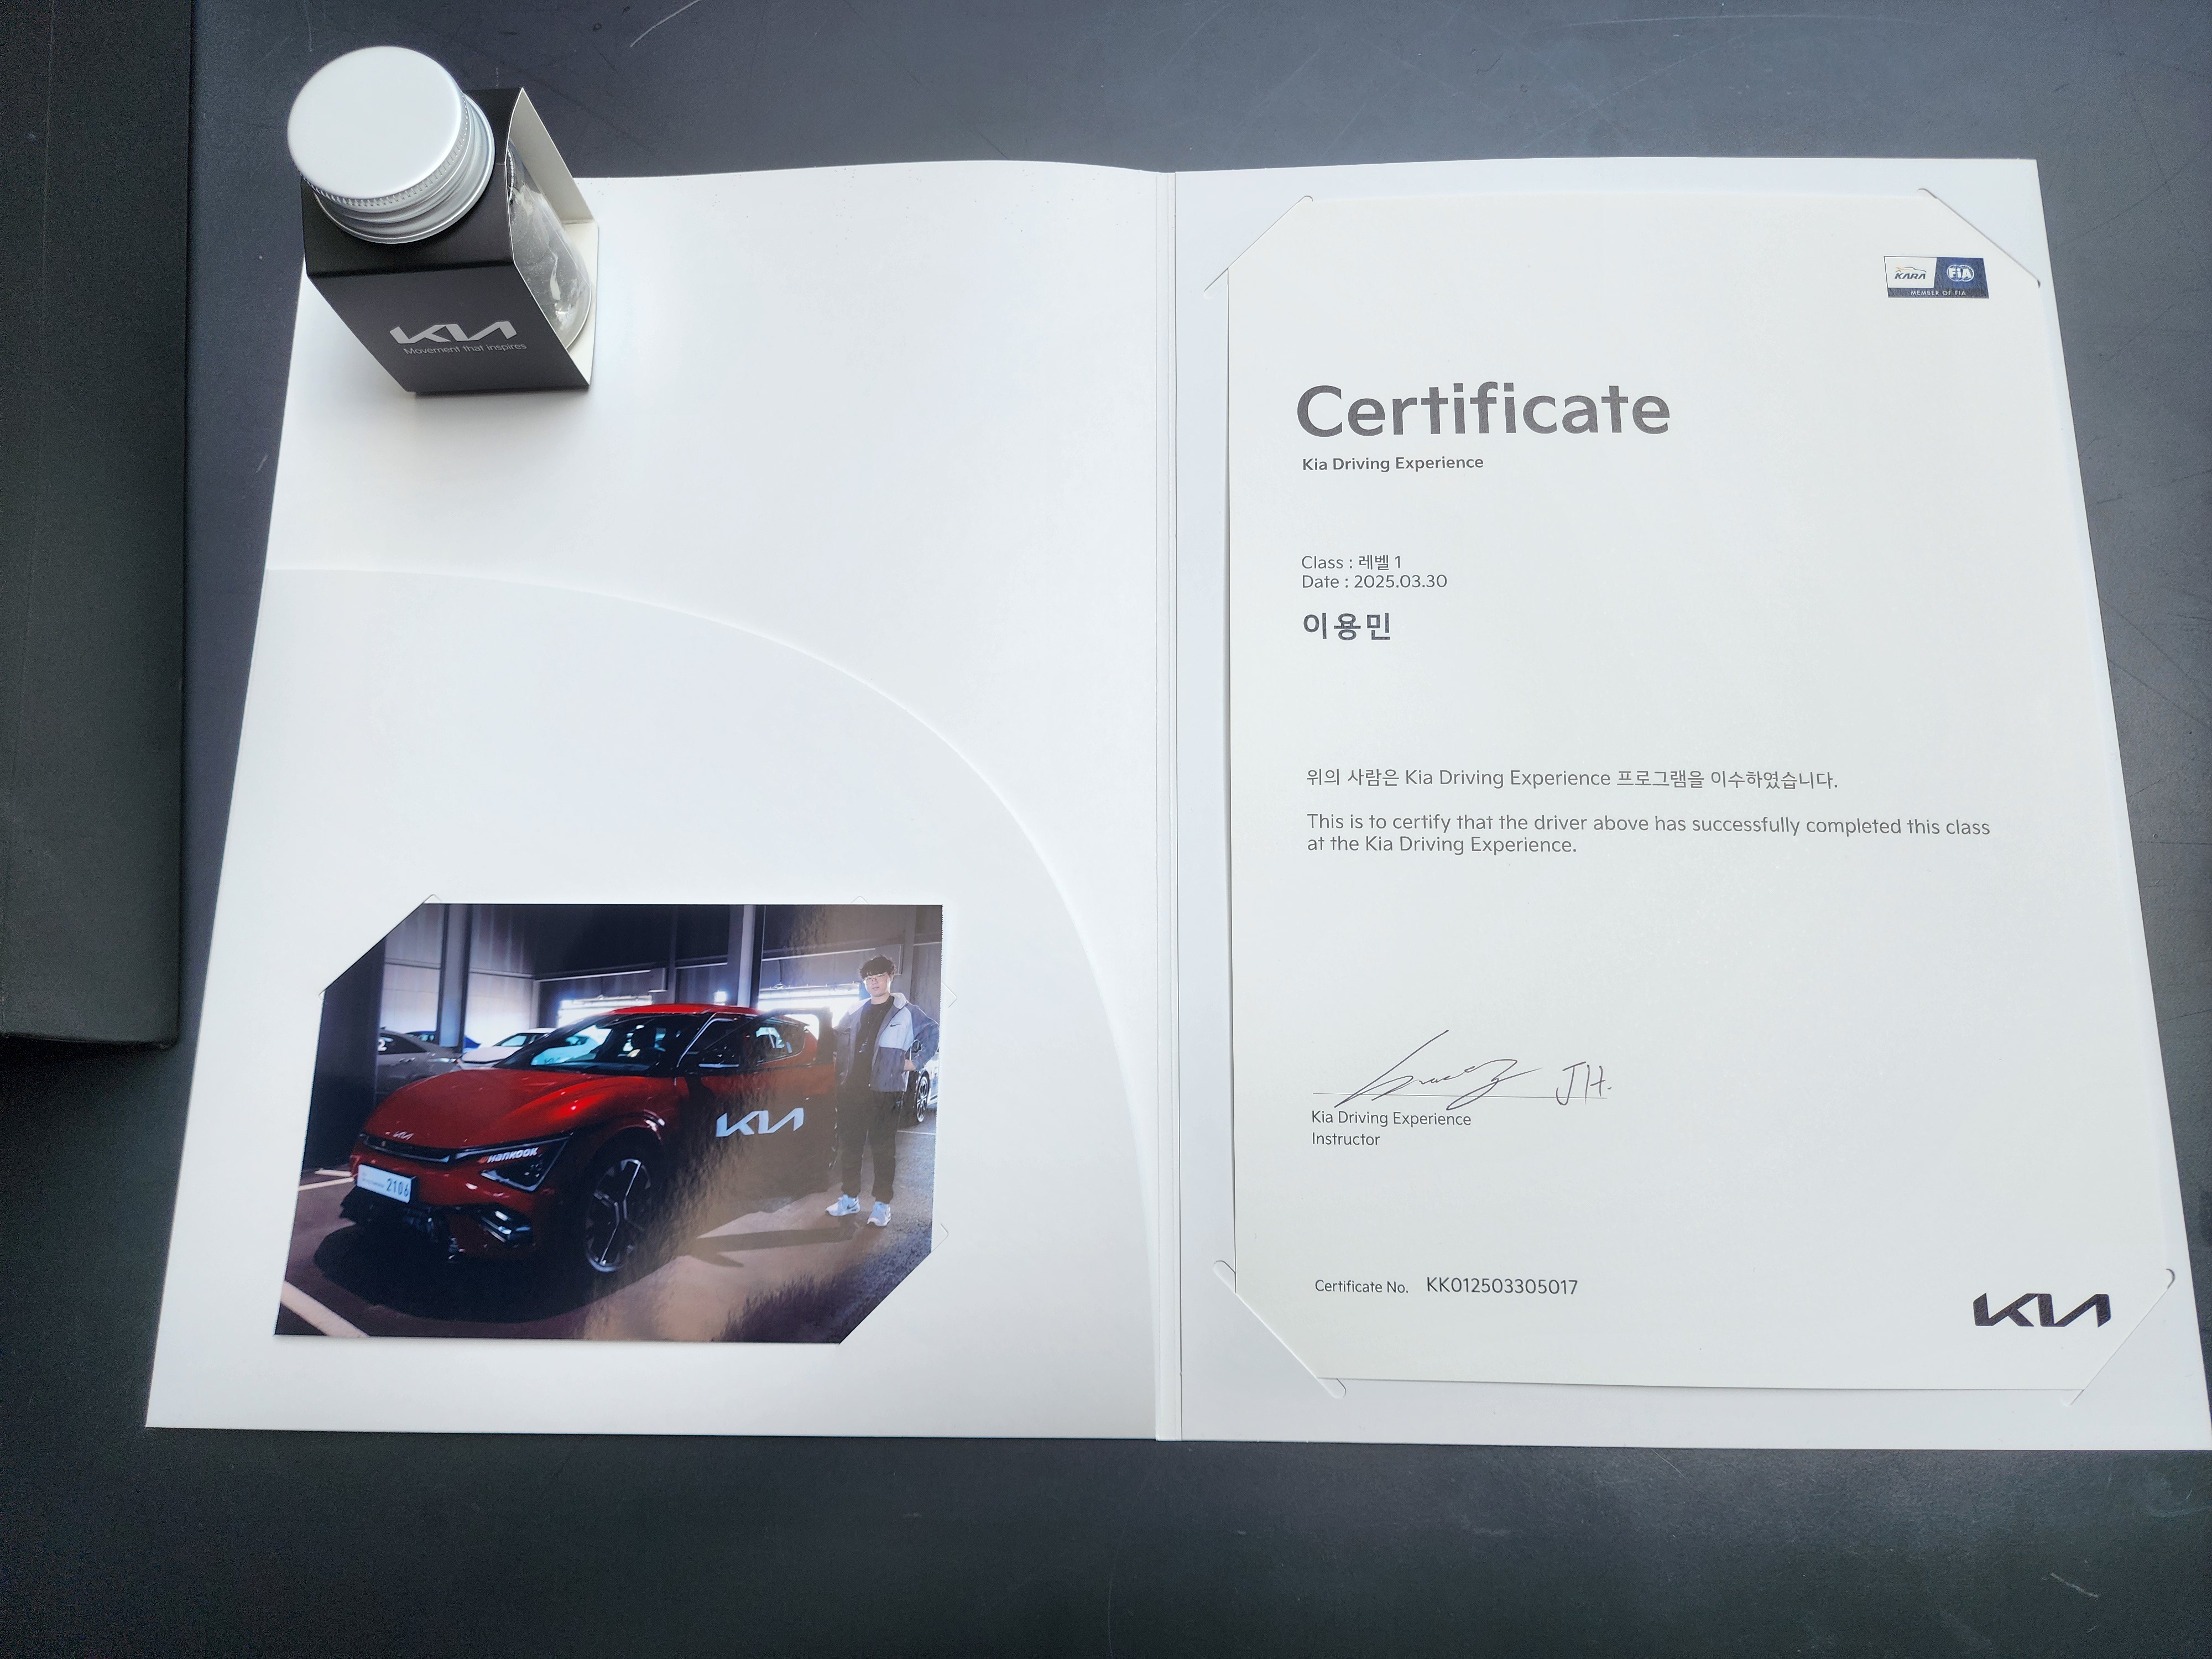 KIA
Movement that inspires
KIA
HANKOOK
2106
KARA
FIA
MEMBER OF FIA
Certificate
Kia Driving Experience
Class : 레벨 1
Date : 2025.03.30
이용민
위의 사람은 Kia Driving Experience 프로그램을 이수하였습니다.
This is to certify that the driver above has successfully completed this class
at the Kia Driving Experience.
JH.
Kia Driving Experience
Instructor
Certificate No. KK012503305017
KIA